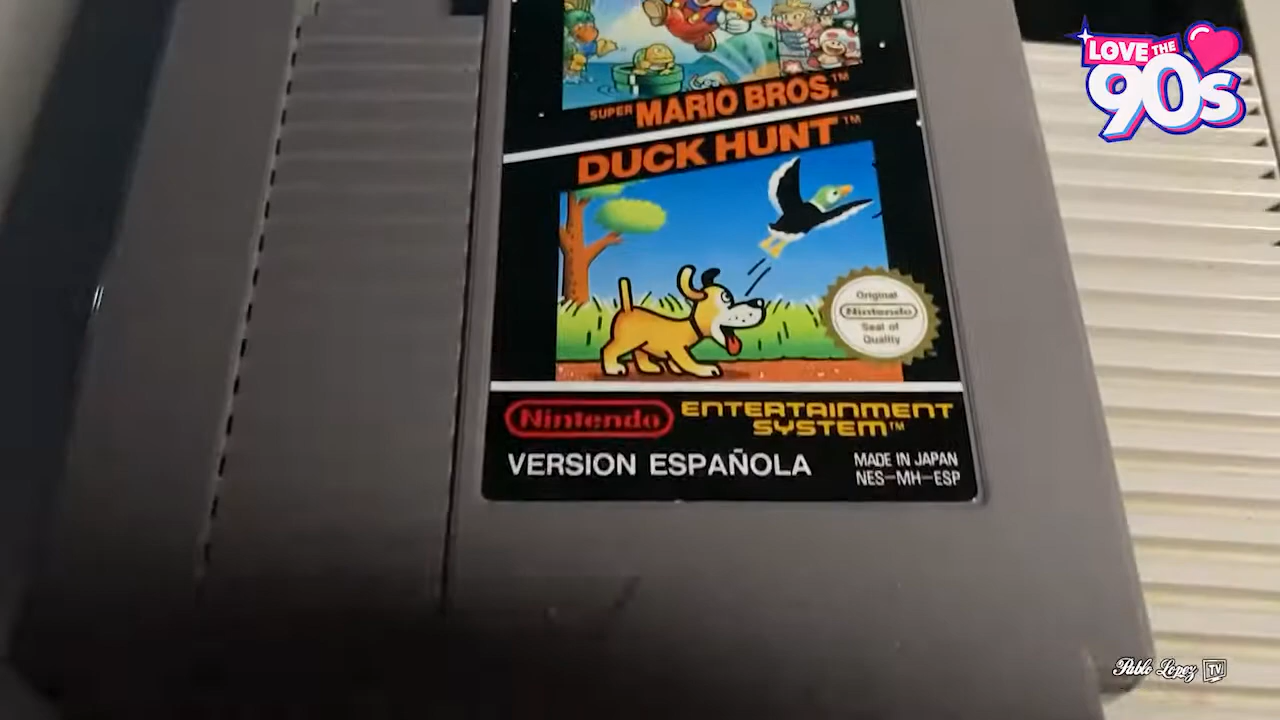 LOVE THE
90s
SUPER MARIO BROS.™
DUCK HUNT™
Original
Nintendo
Seal of
Quality
Nintendo ENTERTAINMENT
SYSTEM™
VERSION ESPAÑOLA
MADE IN JAPAN
NES-MH-ESP
Pablo Lopez TV